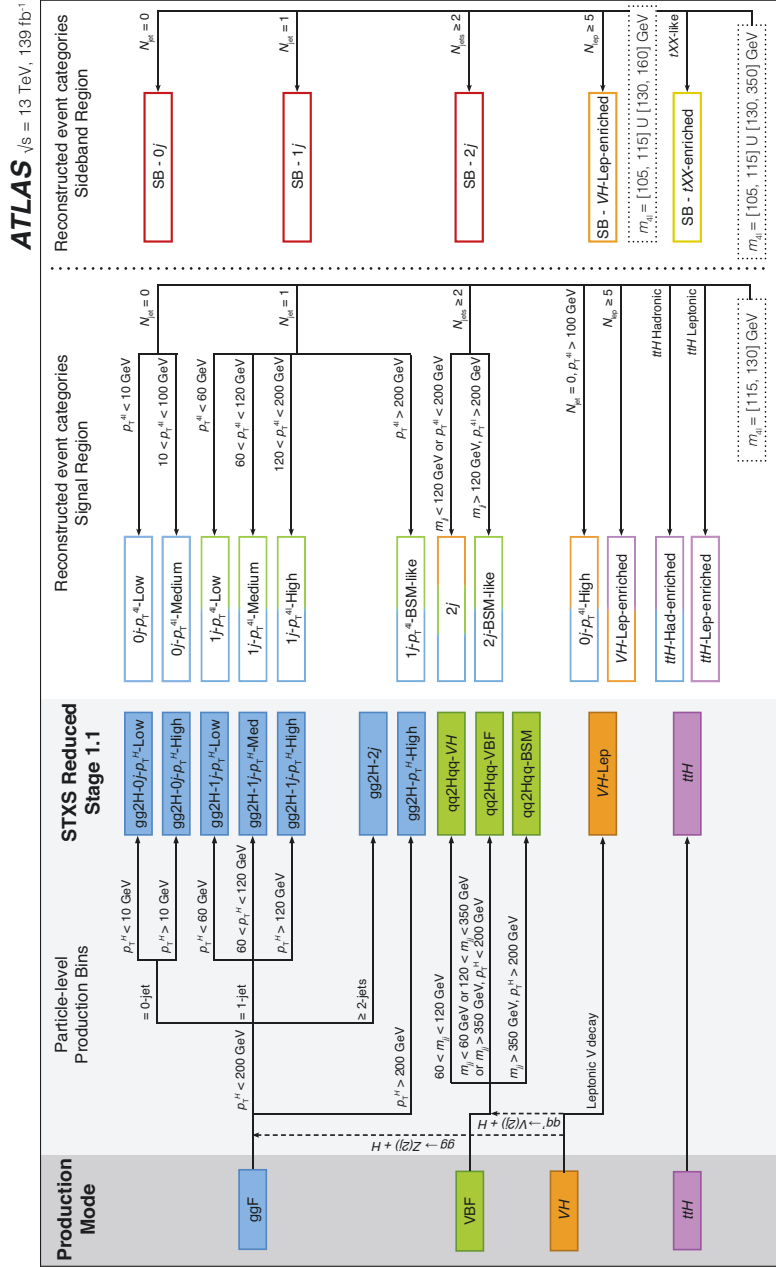 ATLAS √s = 13 TeV, 139 fb⁻¹
Production
Mode
ggF
VBF
VH
ttH
Particle-level
Production Bins
p_T^H < 200 GeV
= 0-jet
= 1-jet
≥ 2-jets
p_T^H < 10 GeV
p_T^H > 10 GeV
p_T^H < 60 GeV
60 < p_T^H < 120 GeV
p_T^H > 120 GeV
p_T^H > 200 GeV
60 < m_jj < 120 GeV
m_jj < 60 GeV or 120 < m_jj < 350 GeV
or m_jj > 350 GeV, p_T^H < 200 GeV
m_jj > 350 GeV, p_T^H > 200 GeV
gg → Z(2j) + H
qq' → V(2j) + H
Leptonic V decay
STXS Reduced
Stage 1.1
gg2H-0j-p_T^H-Low
gg2H-0j-p_T^H-High
gg2H-1j-p_T^H-Low
gg2H-1j-p_T^H-Med
gg2H-1j-p_T^H-High
gg2H-2j
gg2H-p_T^H-High
qq2Hqq-VH
qq2Hqq-VBF
qq2Hqq-BSM
VH-Lep
ttH
Reconstructed event categories
Signal Region
0j-p_T^4l-Low
0j-p_T^4l-Medium
1j-p_T^4l-Low
1j-p_T^4l-Medium
1j-p_T^4l-High
1j-p_T^4l-BSM-like
2j
2j-BSM-like
0j-p_T^4l-High
VH-Lep-enriched
ttH-Had-enriched
ttH-Lep-enriched
p_T^4l < 10 GeV
10 < p_T^4l < 100 GeV
p_T^4l < 60 GeV
60 < p_T^4l < 120 GeV
120 < p_T^4l < 200 GeV
p_T^4l > 200 GeV
m_jj < 120 GeV or p_T^4l < 200 GeV
m_jj > 120 GeV, p_T^4l > 200 GeV
N_jet = 0
N_jet = 1
N_jets ≥ 2
N_jet = 0, p_T^4l > 100 GeV
N_lep ≥ 5
ttH Hadronic
ttH Leptonic
m_4l = [115, 130] GeV
Reconstructed event categories
Sideband Region
SB - 0j
SB - 1j
SB - 2j
SB - VH-Lep-enriched
SB - tXX-enriched
N_jet = 0
N_jet = 1
N_jets ≥ 2
N_lep ≥ 5
tXX-like
m_4l = [105, 115] U [130, 160] GeV
m_4l = [105, 115] U [130, 350] GeV